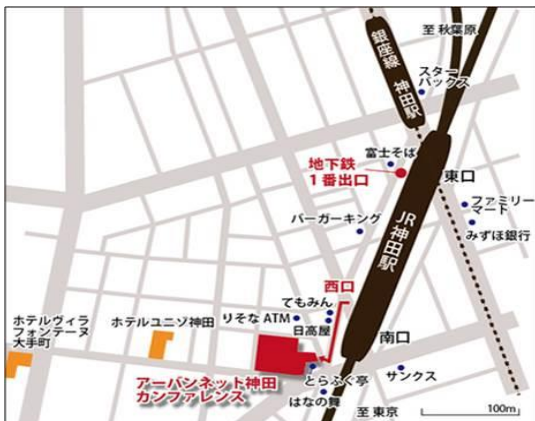 至 秋葉原
銀座線 神田駅
スター
バックス
富士そば
地下鉄
1番出口
東口
ファミリー
マート
みずほ銀行
バーガーキング
JR神田駅
西口
てもみん
りそな ATM
日高屋
ホテルヴィラ
フォンテーヌ
大手町
ホテルユニゾ神田
南口
アーバンネット神田
カンファレンス
とらふぐ亭
サンクス
はなの舞
至 東京
100m